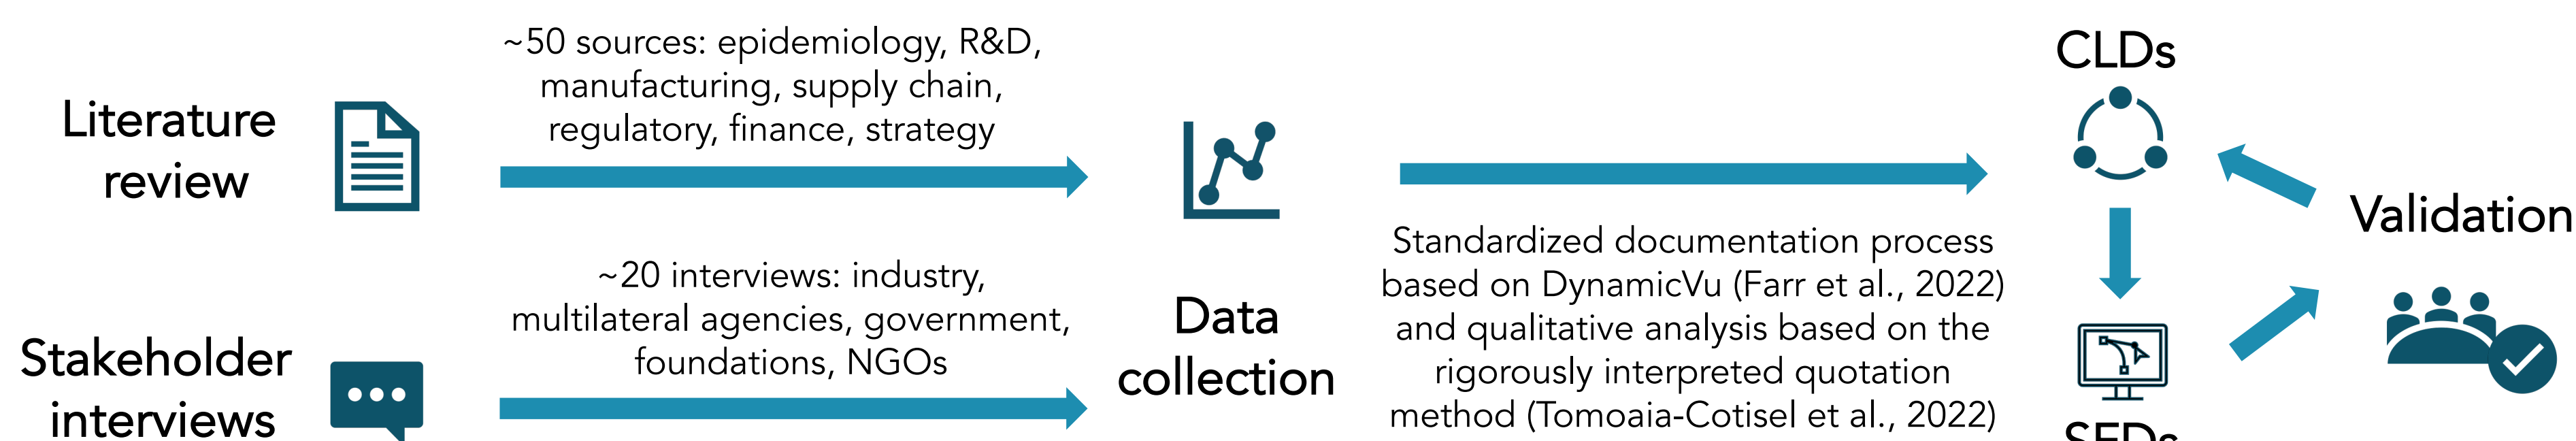 Literature
review
~50 sources: epidemiology, R&D,
manufacturing, supply chain,
regulatory, finance, strategy
Stakeholder
interviews
~20 interviews: industry,
multilateral agencies, government,
foundations, NGOs
Data
collection
Standardized documentation process
based on DynamicVu (Farr et al., 2022)
and qualitative analysis based on the
rigorously interpreted quotation
method (Tomoaia-Cotisel et al., 2022)
CLDs
SFDs
Validation